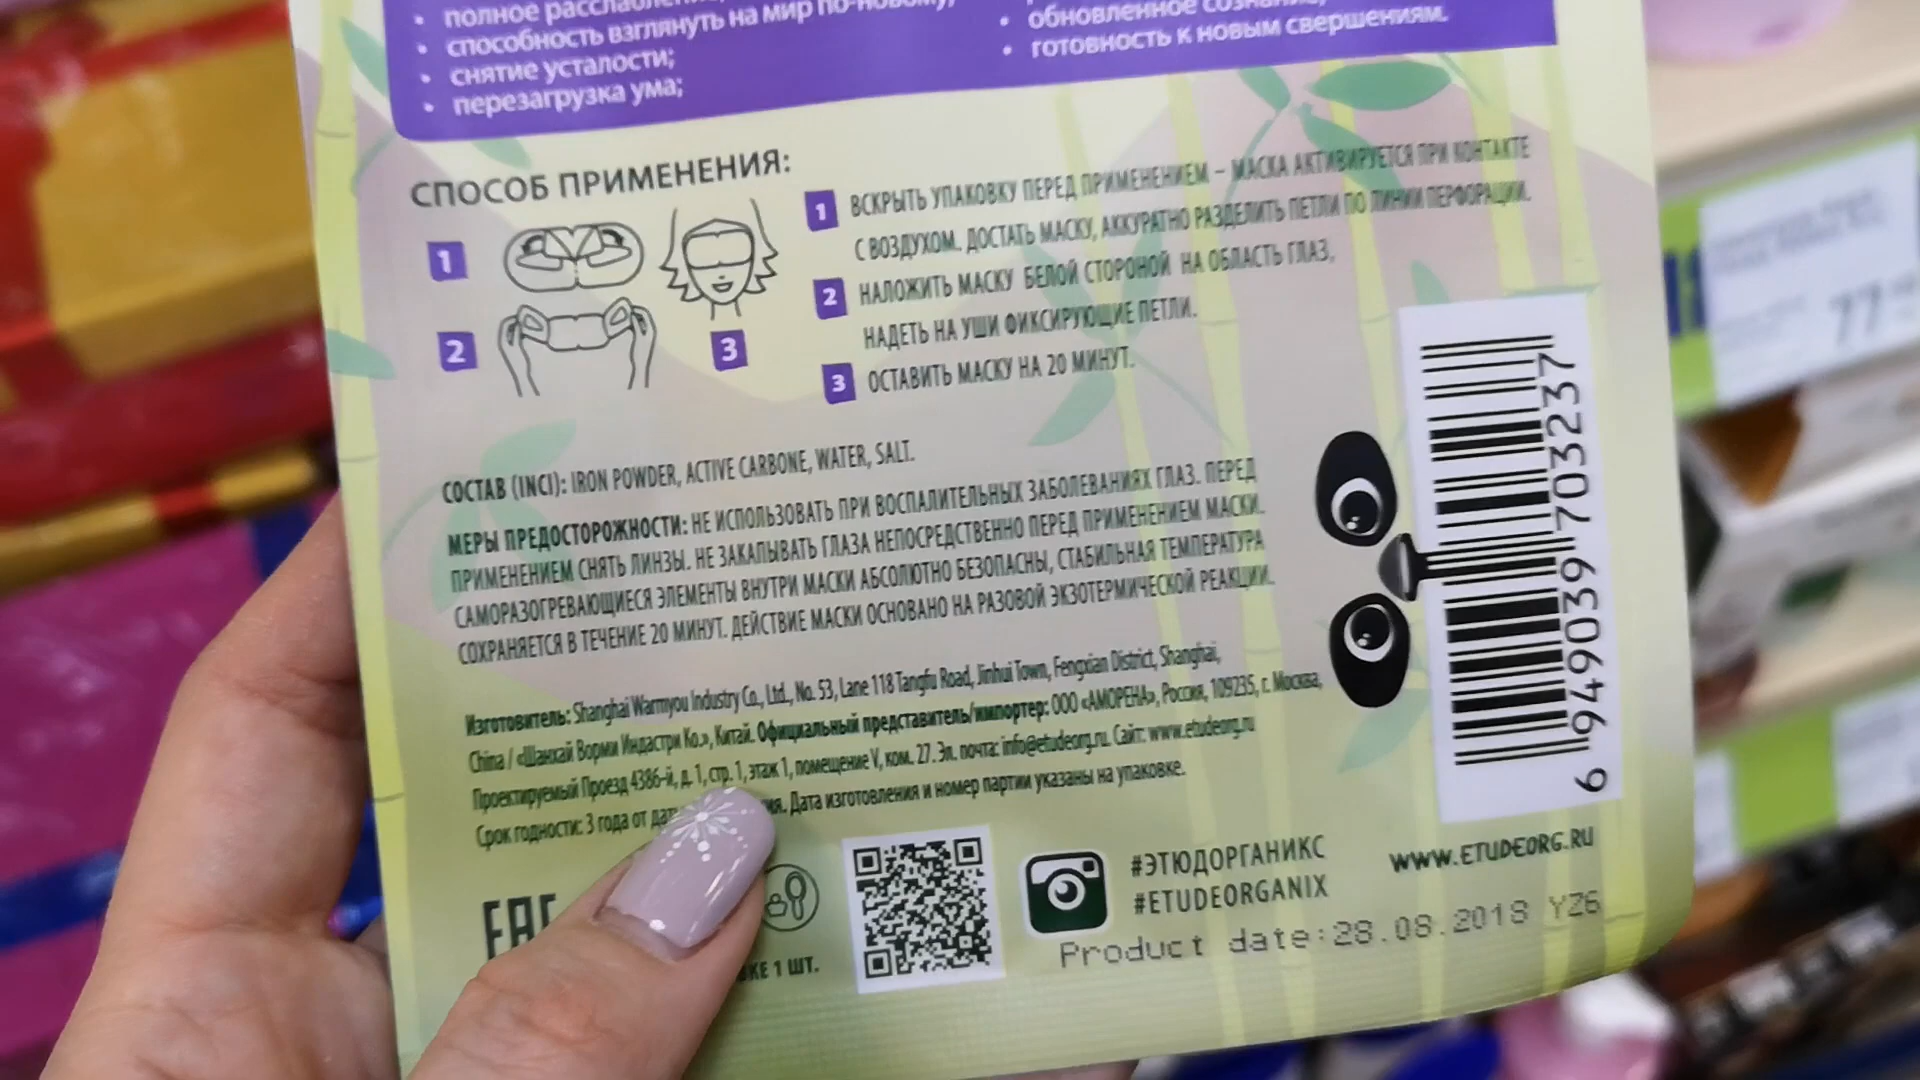 • полное расслабление;
• способность взглянуть на мир по-новому;
• снятие усталости;
• перезагрузка ума;
• обновленное сознание;
• готовность к новым свершениям.
СПОСОБ ПРИМЕНЕНИЯ:
1
2
3
1 ВСКРЫТЬ УПАКОВКУ ПЕРЕД ПРИМЕНЕНИЕМ – МАСКА АКТИВИРУЕТСЯ ПРИ КОНТАКТЕ
С ВОЗДУХОМ. ДОСТАТЬ МАСКУ, АККУРАТНО РАЗДЕЛИТЬ ПЕТЛИ ПО ЛИНИИ ПЕРФОРАЦИИ.
2 НАЛОЖИТЬ МАСКУ БЕЛОЙ СТОРОНОЙ НА ОБЛАСТЬ ГЛАЗ,
НАДЕТЬ НА УШИ ФИКСИРУЮЩИЕ ПЕТЛИ.
3 ОСТАВИТЬ МАСКУ НА 20 МИНУТ.
СОСТАВ (INCI): IRON POWDER, ACTIVE CARBONE, WATER, SALT.
МЕРЫ ПРЕДОСТОРОЖНОСТИ: НЕ ИСПОЛЬЗОВАТЬ ПРИ ВОСПАЛИТЕЛЬНЫХ ЗАБОЛЕВАНИЯХ ГЛАЗ. ПЕРЕД
ПРИМЕНЕНИЕМ СНЯТЬ ЛИНЗЫ. НЕ ЗАКАПЫВАТЬ ГЛАЗА НЕПОСРЕДСТВЕННО ПЕРЕД ПРИМЕНЕНИЕМ МАСКИ.
САМОРАЗОГРЕВАЮЩИЕСЯ ЭЛЕМЕНТЫ ВНУТРИ МАСКИ АБСОЛЮТНО БЕЗОПАСНЫ, СТАБИЛЬНАЯ ТЕМПЕРАТУРА
СОХРАНЯЕТСЯ В ТЕЧЕНИЕ 20 МИНУТ. ДЕЙСТВИЕ МАСКИ ОСНОВАНО НА РАЗОВОЙ ЭКЗОТЕРМИЧЕСКОЙ РЕАКЦИИ.
Изготовитель: Shanghai Warmyou Industry Co., Ltd., No. 53, Lane 118 Tangfu Road, Jinhui Town, Fengxian District, Shanghai,
China / «Шанхай Ворми Индастри Ко.», Китай. Официальный представитель/импортер: ООО «АМОРЕНА», Россия, 109235, г. Москва,
Проектируемый Проезд 4386-й, д. 1, стр. 1, этаж 1, помещение V, ком. 27. Эл. почта: info@etudeorg.ru. Сайт: www.etudeorg.ru
Срок годности: 3 года от Дата изготовления и номер партии указаны на упаковке.
6 949039 703237
EAC
1 ШТ.
#ЭТЮДОРГАНИКС
#ETUDEORGANIX
WWW.ETUDEORG.RU
Product date:28.08.2018 YZ6
77